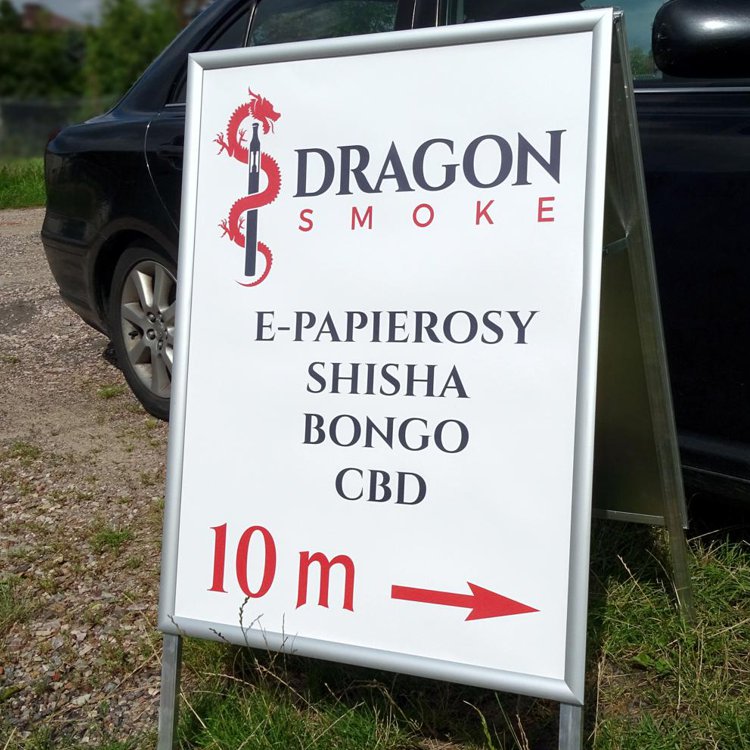 DRAGON
SMOKE
E-PAPIEROSY
SHISHA
BONGO
CBD
10 m